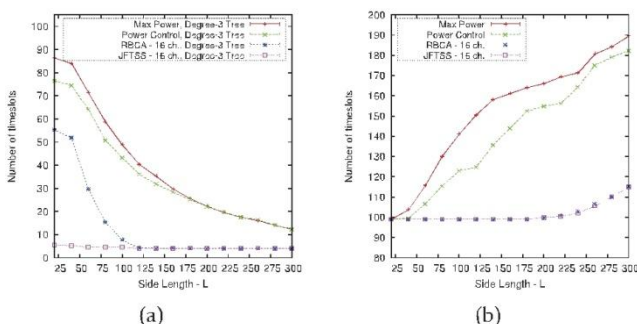 Max Power, Degree-3 Tree
Power Control, Degree-3 Tree
RBCA - 16 ch., Degree-3 Tree
JFTSS - 16 ch., Degree-3 Tree
Number of timeslots
100
90
80
70
60
50
40
30
20
10
0
25 50 75 100 125 150 175 200 225 250 275 300
Side Length - L
(a)
Max Power
Power Control
RBCA - 16 ch.
JFTSS - 16 ch.
Number of timeslots
200
190
180
170
160
150
140
130
120
110
100
90
80
25 50 75 100 125 150 175 200 225 250 275 300
Side Length - L
(b)